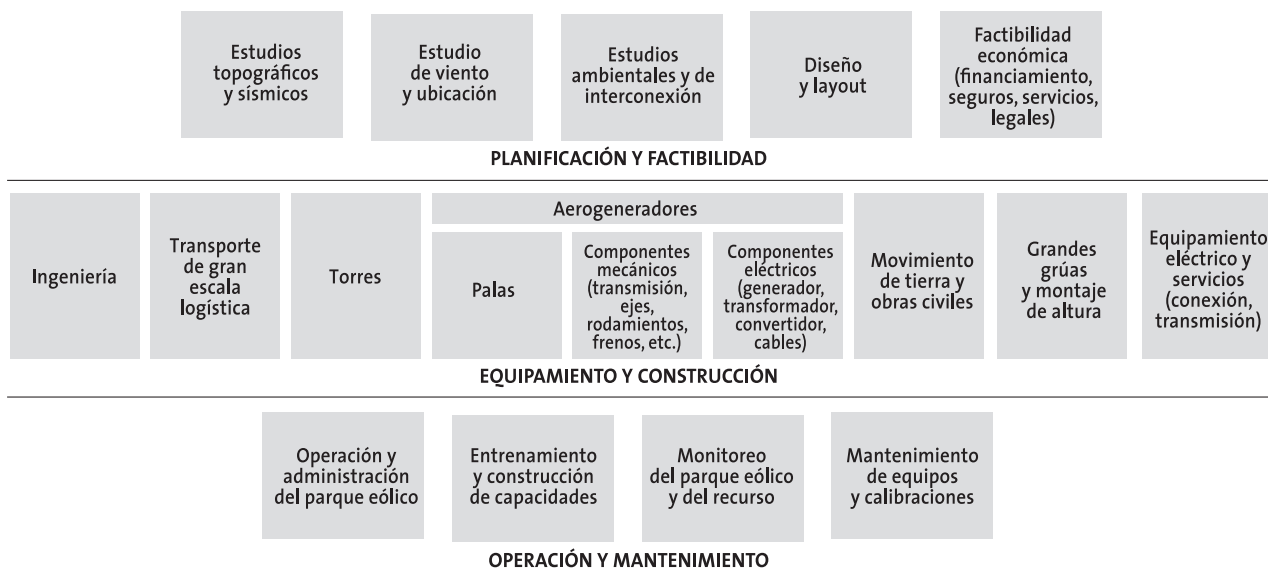 Estudios
topográficos
y sísmicos
Estudio
de viento
y ubicación
Estudios
ambientales y de
interconexión
Diseño
y layout
Factibilidad
económica
(financiamiento,
seguros, servicios,
legales)
PLANIFICACIÓN Y FACTIBILIDAD
Ingeniería
Transporte
de gran
escala
logística
Torres
Aerogeneradores
Palas
Componentes
mecánicos
(transmisión,
ejes,
rodamientos,
frenos, etc.)
Componentes
eléctricos
(generador,
transformador,
convertidor,
cables)
Movimiento
de tierra y
obras civiles
Grandes
grúas
y montaje
de altura
Equipamiento
eléctrico y
servicios
(conexión,
transmisión)
EQUIPAMIENTO Y CONSTRUCCIÓN
Operación y
administración
del parque eólico
Entrenamiento
y construcción
de capacidades
Monitoreo
del parque eólico
y del recurso
Mantenimiento
de equipos
y calibraciones
OPERACIÓN Y MANTENIMIENTO